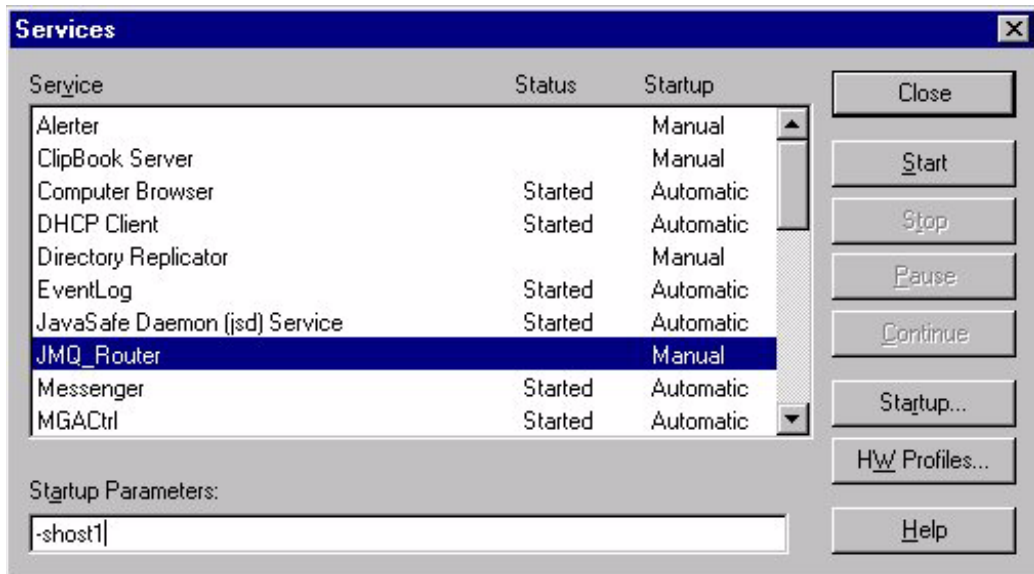 Services
Service Status Startup
Alerter Manual
ClipBook Server Manual
Computer Browser Started Automatic
DHCP Client Started Automatic
Directory Replicator Manual
EventLog Started Automatic
JavaSafe Daemon (jsd) Service Started Automatic
JMQ_Router Manual
Messenger Started Automatic
MGACtrl Started Automatic
Startup Parameters:
-shost1
Close
Start
Stop
Pause
Continue
Startup...
HW Profiles...
Help